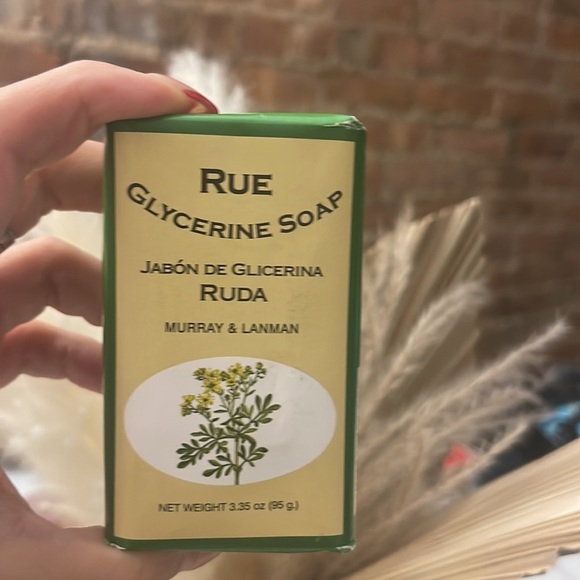 RUE
GLYCERINE SOAP
JABÓN DE GLICERINA
RUDA
MURRAY & LANMAN
NET WEIGHT 3.35 oz (95 g.)